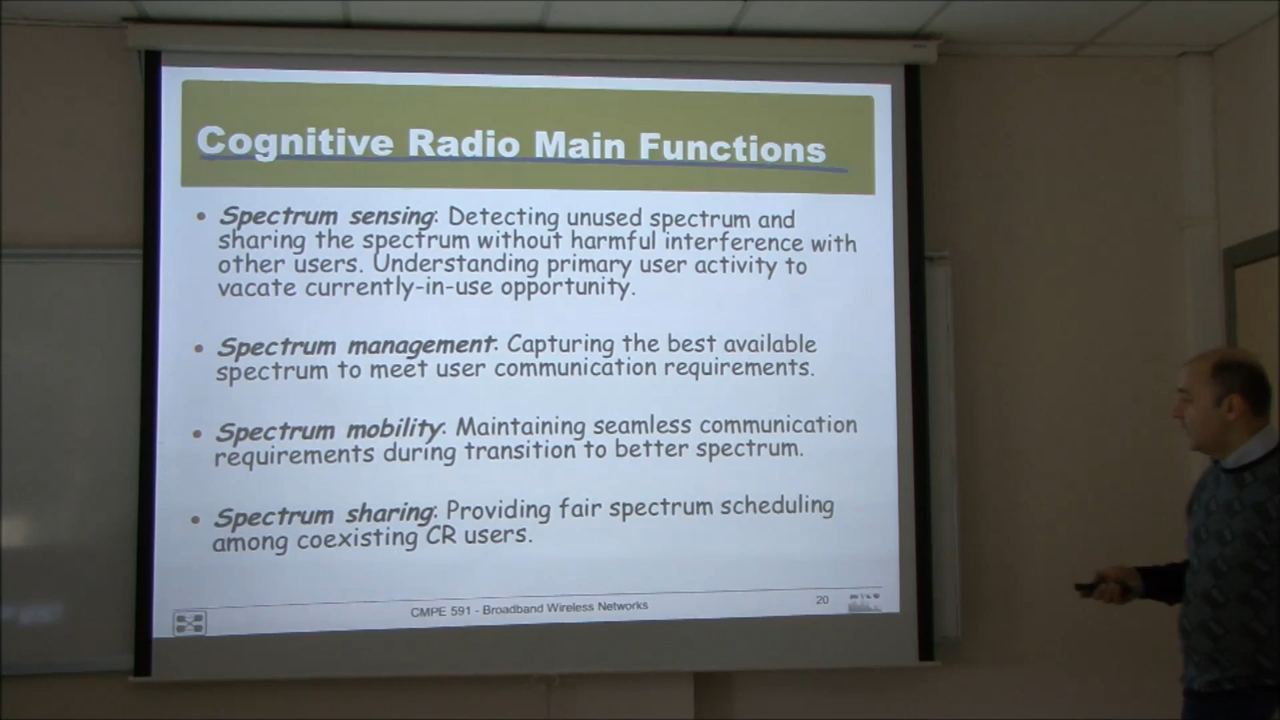 Cognitive Radio Main Functions
• Spectrum sensing: Detecting unused spectrum and
sharing the spectrum without harmful interference with
other users. Understanding primary user activity to
vacate currently-in-use opportunity.
• Spectrum management: Capturing the best available
spectrum to meet user communication requirements.
• Spectrum mobility: Maintaining seamless communication
requirements during transition to better spectrum.
• Spectrum sharing: Providing fair spectrum scheduling
among coexisting CR users.
CMPE 591 - Broadband Wireless Networks
20